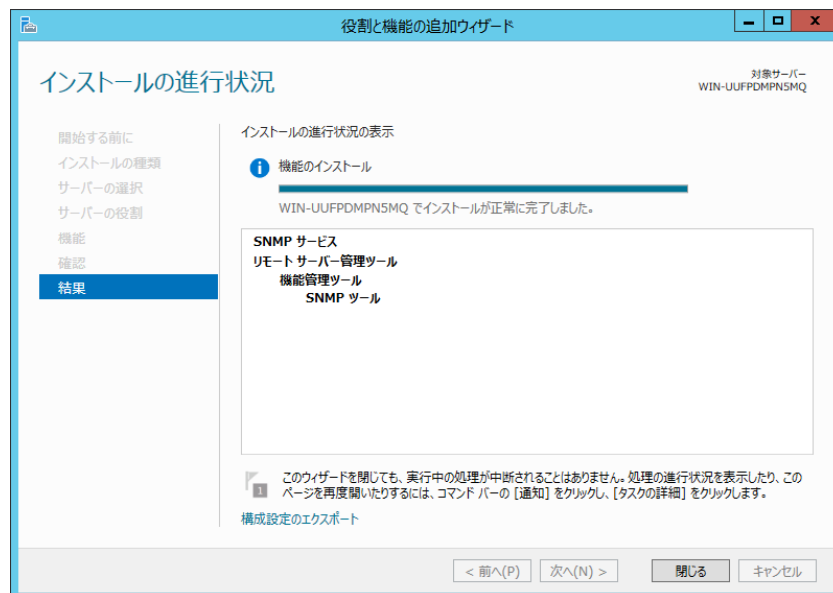 役割と機能の追加ウィザード
インストールの進行状況
対象サーバー
WIN-UUFPDMPN5MQ
開始する前に
インストールの種類
サーバーの選択
サーバーの役割
機能
確認
結果
インストールの進行状況の表示
機能のインストール
WIN-UUFPDMPN5MQ でインストールが正常に完了しました。
SNMP サービス
リモート サーバー管理ツール
機能管理ツール
SNMP ツール
1
このウィザードを閉じても、実行中の処理が中断されることはありません。処理の進行状況を表示したり、この
ページを再度開いたりするには、コマンド バーの [通知] をクリックし、[タスクの詳細] をクリックします。
構成設定のエクスポート
< 前へ(P)
次へ(N) >
閉じる
キャンセル